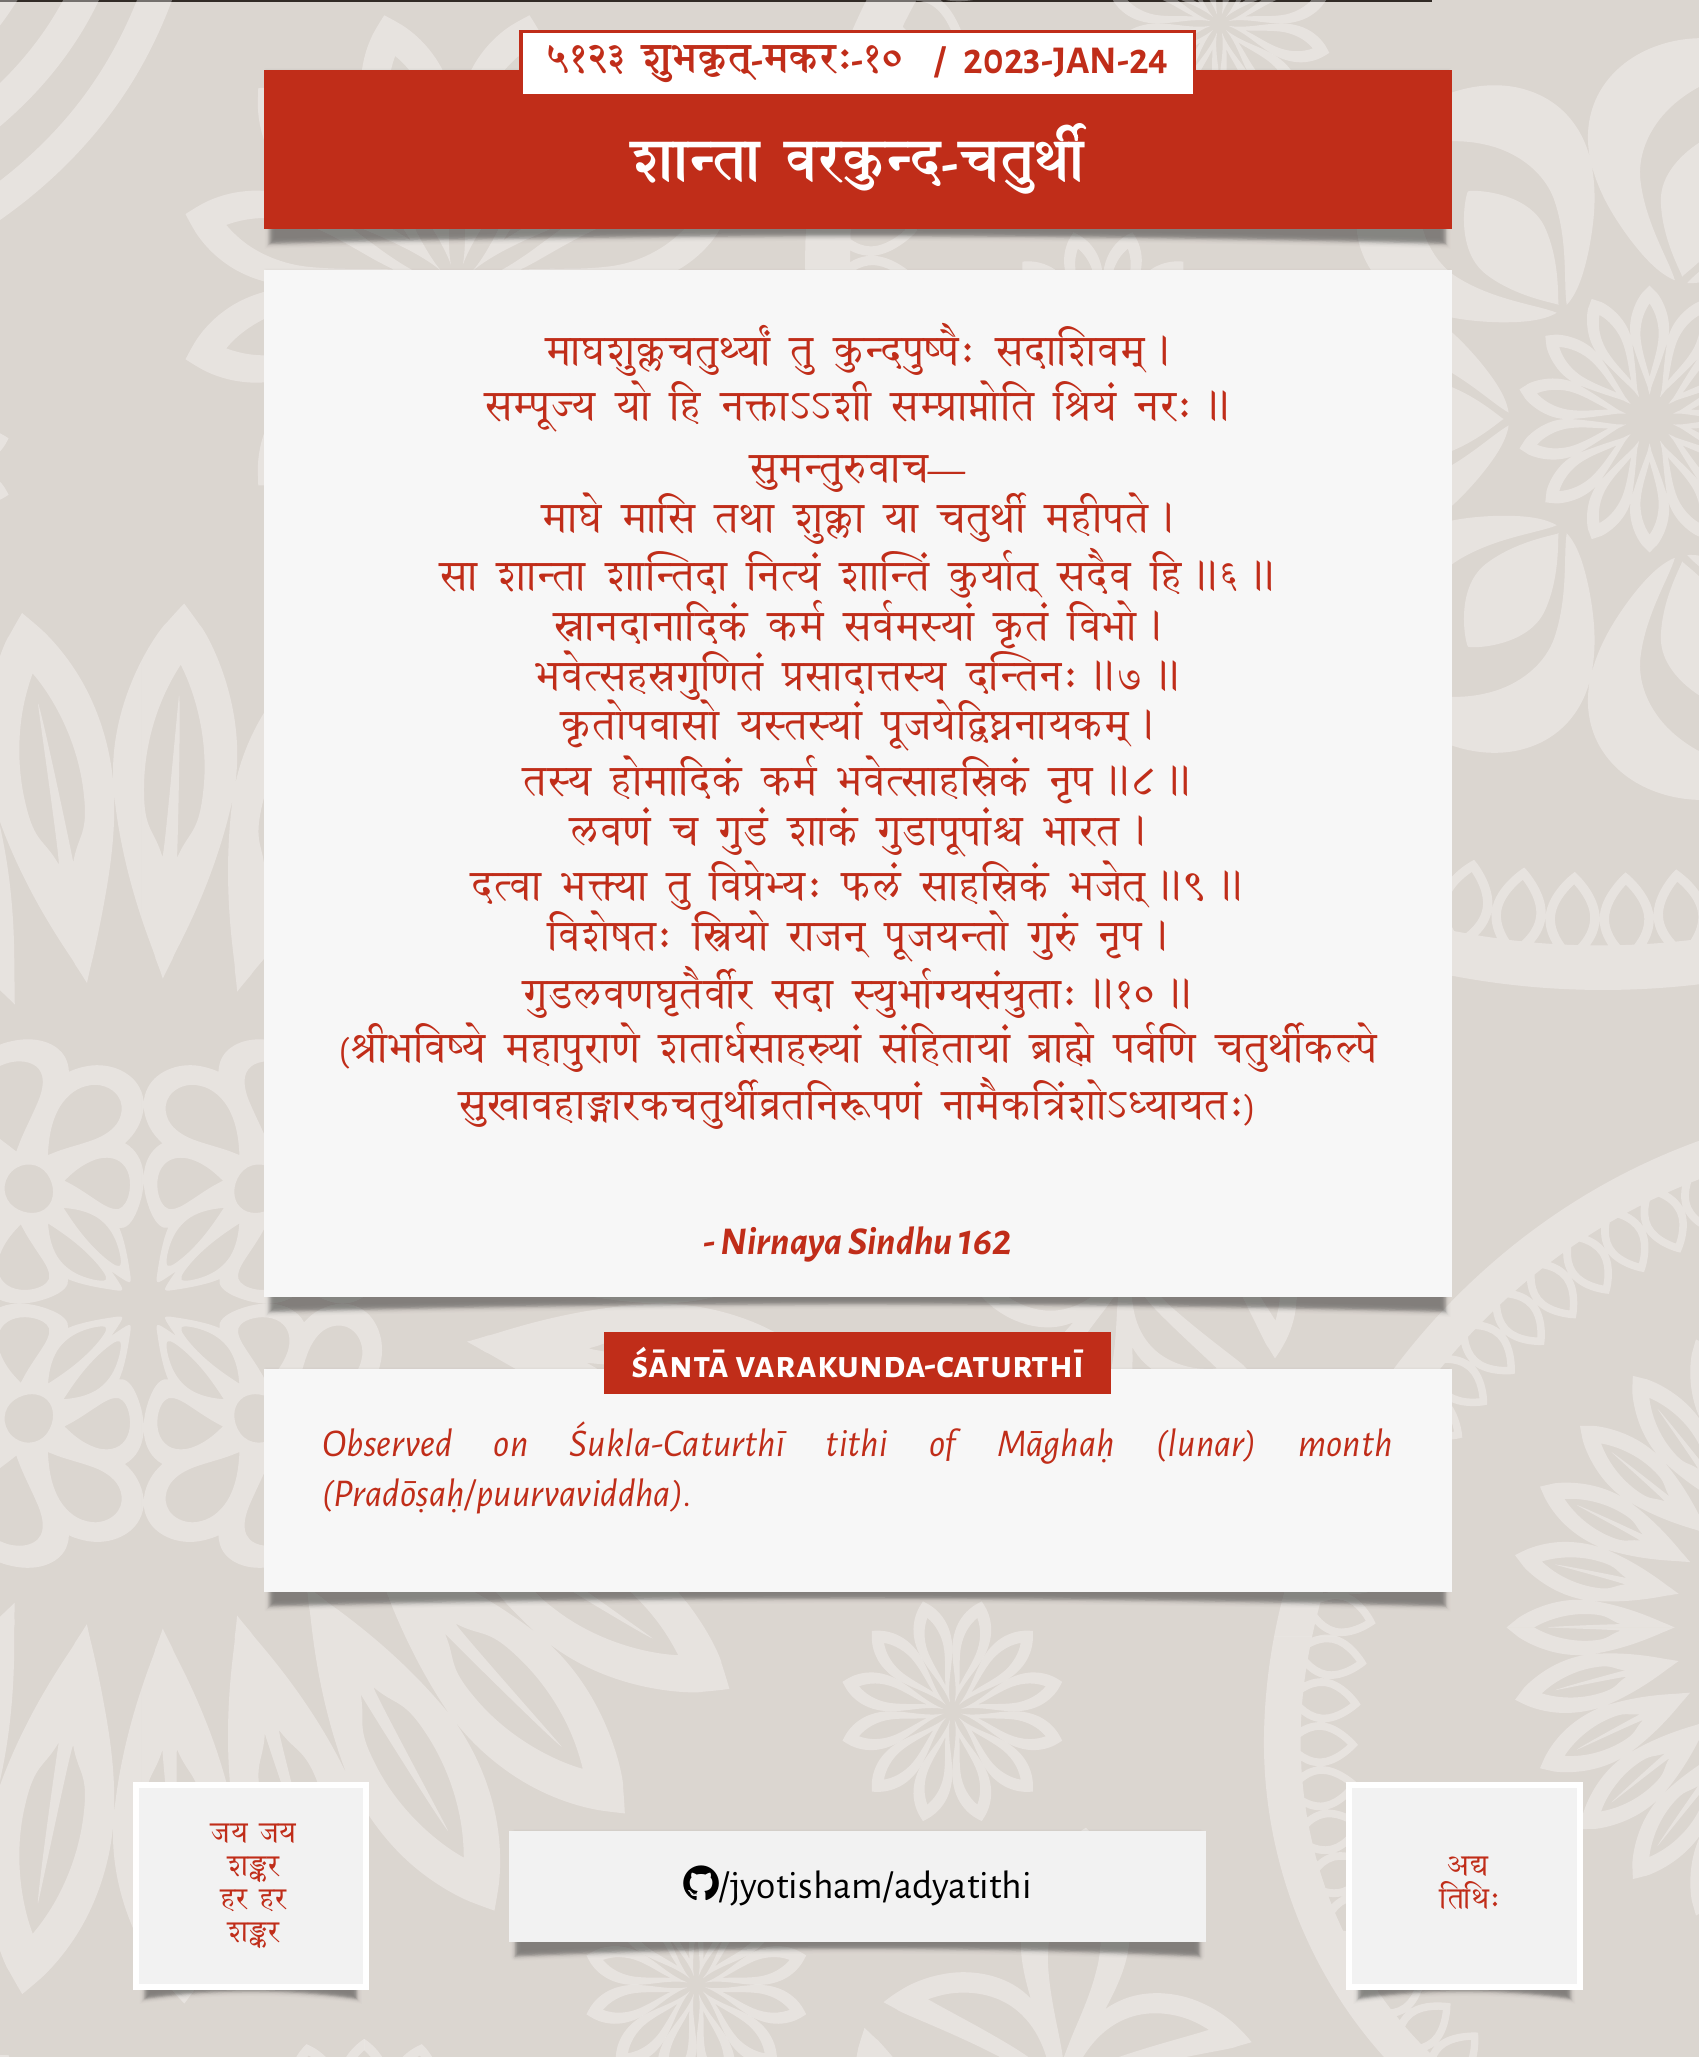 ५१२३ शुभकृत्-मकरः-१० / 2023-JAN-24
शान्ता वरकुन्द-चतुर्थी
माघशुक्लचतुर्थ्यां तु कुन्दपुष्पैः सदाशिवम्।
सम्पूज्य यो हि नक्ताऽऽशी सम्प्राप्नोति श्रियं नरः॥
सुमन्तुरुवाच—
माघे मासि तथा शुक्ला या चतुर्थी महीपते।
सा शान्ता शान्तिदा नित्यं शान्तिं कुर्यात् सदैव हि॥६॥
स्नानदानादिकं कर्म सर्वमस्यां कृतं विभो।
भवेत्सहस्रगुणितं प्रसादात्तस्य दन्तिनः॥७॥
कृतोपवासो यस्तस्यां पूजयेद्विघ्ननायकम्।
तस्य होमादिकं कर्म भवेत्साहस्रिकं नृप॥८॥
लवणं च गुडं शाकं गुडापूपांश्च भारत।
दत्वा भक्त्या तु विप्रेभ्यः फलं साहस्रिकं भजेत्॥९॥
विशेषतः स्त्रियो राजन् पूजयन्तो गुरुं नृप।
गुडलवणघृतैर्वीर सदा स्युर्भाग्यसंयुताः॥१०॥
(श्रीभविष्ये महापुराणे शतार्धसाहस्र्यां संहितायां ब्राह्मे पर्वणि चतुर्थीकल्पे
सुखावहाङ्गारकचतुर्थीव्रतनिरूपणं नामैकत्रिंशोऽध्यायतः)
- Nirnaya Sindhu 162
ŚĀNTĀ VARAKUNDA-CATURTHĪ
Observed on Śukla-Caturthī tithi of Māghaḥ (lunar) month
(Pradōṣaḥ/puurvaviddha).
जय जय
शङ्कर
हर हर
शङ्कर
/jyotisham/adyatithi
अद्य
तिथिः